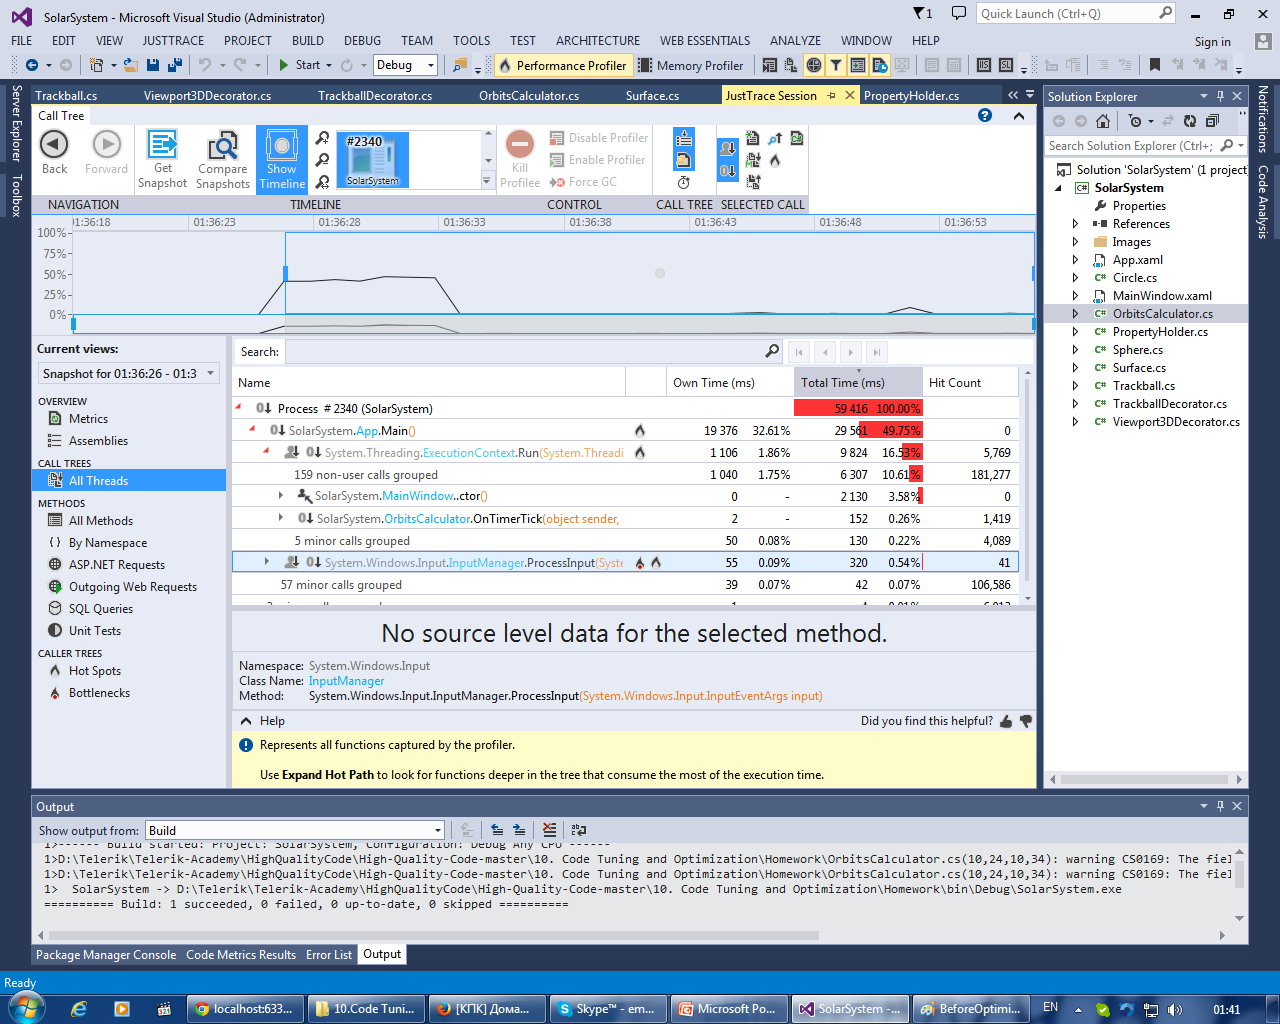 SolarSystem - Microsoft Visual Studio (Administrator)
1
Quick Launch (Ctrl+Q)
FILE EDIT VIEW JUSTTRACE PROJECT BUILD DEBUG TEAM TOOLS TEST ARCHITECTURE WEB ESSENTIALS ANALYZE WINDOW HELP
Sign in
Start Debug Performance Profiler Memory Profiler
Server Explorer
Toolbox
Trackball.cs Viewport3DDecorator.cs TrackballDecorator.cs OrbitsCalculator.cs Surface.cs JustTrace Session PropertyHolder.cs
Call Tree
Back
Forward
Get Snapshot
Compare Snapshots
Show Timeline
#2340
SolarSystem
Kill Profilee
Disable Profiler
Enable Profiler
Force GC
NAVIGATION TIMELINE CONTROL CALL TREE SELECTED CALL
01:36:18 01:36:23 01:36:28 01:36:33 01:36:38 01:36:43 01:36:48 01:36:53
100%
75%
50%
25%
0%
Current views:
Snapshot for 01:36:26 - 01:3
OVERVIEW
Metrics
Assemblies
CALL TREES
All Threads
METHODS
All Methods
By Namespace
ASP.NET Requests
Outgoing Web Requests
SQL Queries
Unit Tests
CALLER TREES
Hot Spots
Bottlenecks
Search:
Name Own Time (ms) Total Time (ms) Hit Count
Process # 2340 (SolarSystem) 59 416 100.00%
SolarSystem.App.Main() 19 376 32.61% 29 561 49.75% 0
System.Threading.ExecutionContext.Run(System.Threadi 1 106 1.86% 9 824 16.53% 5,769
159 non-user calls grouped 1 040 1.75% 6 307 10.61% 181,277
SolarSystem.MainWindow..ctor() 0 - 2 130 3.58% 0
SolarSystem.OrbitsCalculator.OnTimerTick(object sender, 2 - 152 0.26% 1,419
5 minor calls grouped 50 0.08% 130 0.22% 4,089
System.Windows.Input.InputManager.ProcessInput(Syste 55 0.09% 320 0.54% 41
57 minor calls grouped 39 0.07% 42 0.07% 106,586
No source level data for the selected method.
Namespace: System.Windows.Input
Class Name: InputManager
Method: System.Windows.Input.InputManager.ProcessInput(System.Windows.Input.InputEventArgs input)
Help
Did you find this helpful?
Represents all functions captured by the profiler.
Use Expand Hot Path to look for functions deeper in the tree that consume the most of the execution time.
Solution Explorer
Search Solution Explorer (Ctrl+;
Solution 'SolarSystem' (1 project
SolarSystem
Properties
References
Images
App.xaml
Circle.cs
MainWindow.xaml
OrbitsCalculator.cs
PropertyHolder.cs
Sphere.cs
Surface.cs
Trackball.cs
TrackballDecorator.cs
Viewport3DDecorator.cs
Notifications
Code Analysis
Output
Show output from: Build
1>------ Build started: Project: SolarSystem, Configuration: Debug Any CPU ------
1>D:\Telerik\Telerik-Academy\HighQualityCode\High-Quality-Code-master\10. Code Tuning and Optimization\Homework\OrbitsCalculator.cs(10,24,10,34): warning CS0169: The fiel
1>D:\Telerik\Telerik-Academy\HighQualityCode\High-Quality-Code-master\10. Code Tuning and Optimization\Homework\OrbitsCalculator.cs(10,24,10,34): warning CS0169: The fiel
1>  SolarSystem -> D:\Telerik\Telerik-Academy\HighQualityCode\High-Quality-Code-master\10. Code Tuning and Optimization\Homework\bin\Debug\SolarSystem.exe
========== Build: 1 succeeded, 0 failed, 0 up-to-date, 0 skipped ==========
Package Manager Console Code Metrics Results Error List Output
Ready
localhost:633... 10.Code Tuni... [КПК] Дома... Skype™ - em... Microsoft Po... SolarSystem -... BeforeOptimi... EN 01:41